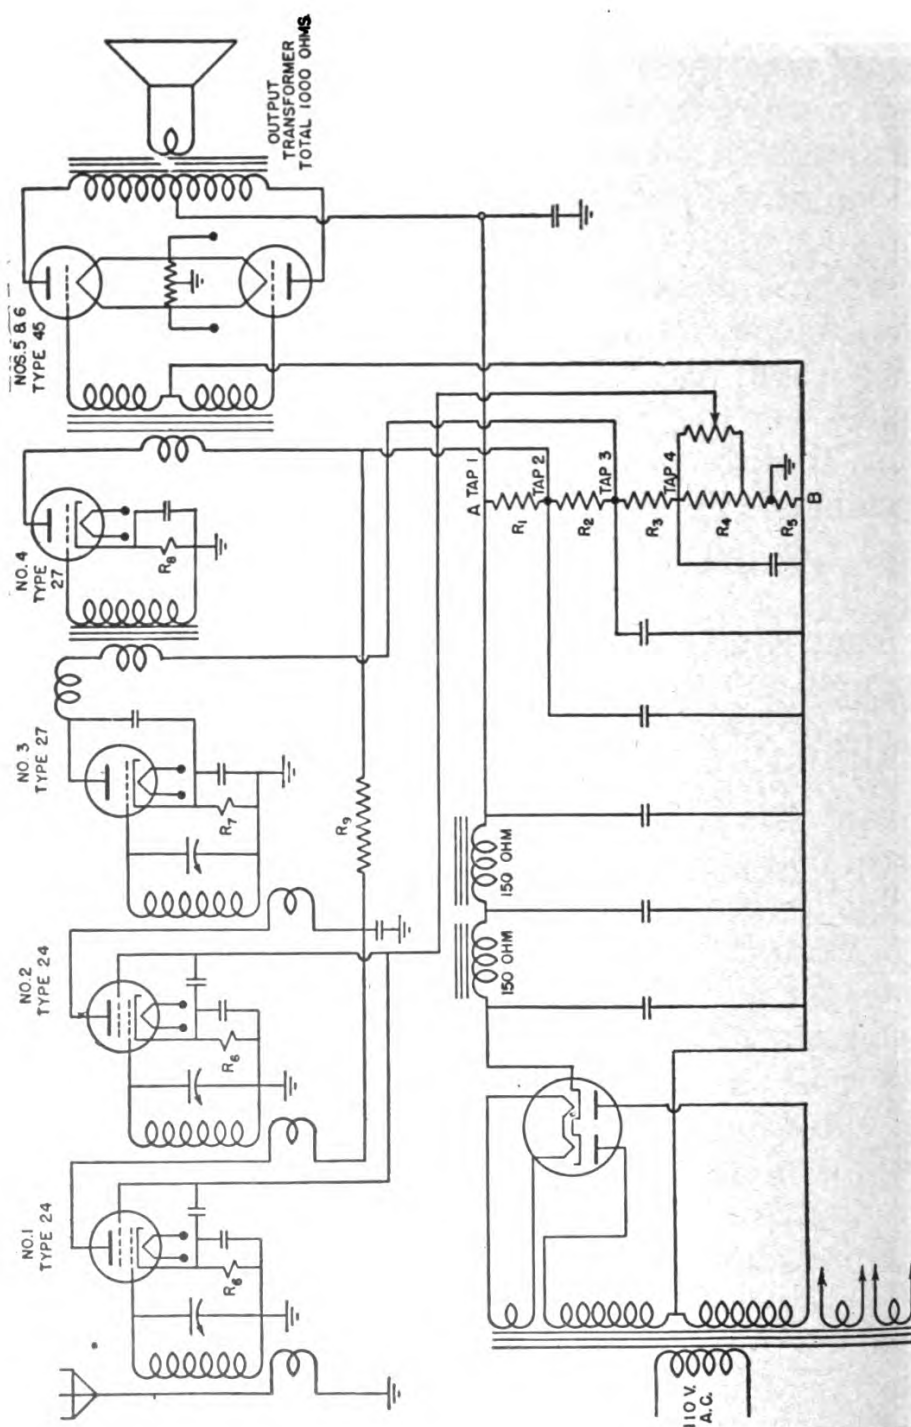 NO.1
TYPE 24
R6
NO.2
TYPE 24
R6
NO. 3
TYPE 27
R7
NO.4
TYPE
27
R8
NOS.5 & 6
TYPE 45
OUTPUT
TRANSFORMER
TOTAL 1000 OHMS.
R9
110 V.
A.C.
150 OHM
150 OHM
A TAP 1
R1
TAP 2
R2
TAP 3
R3
TAP 4
R4
R5
B